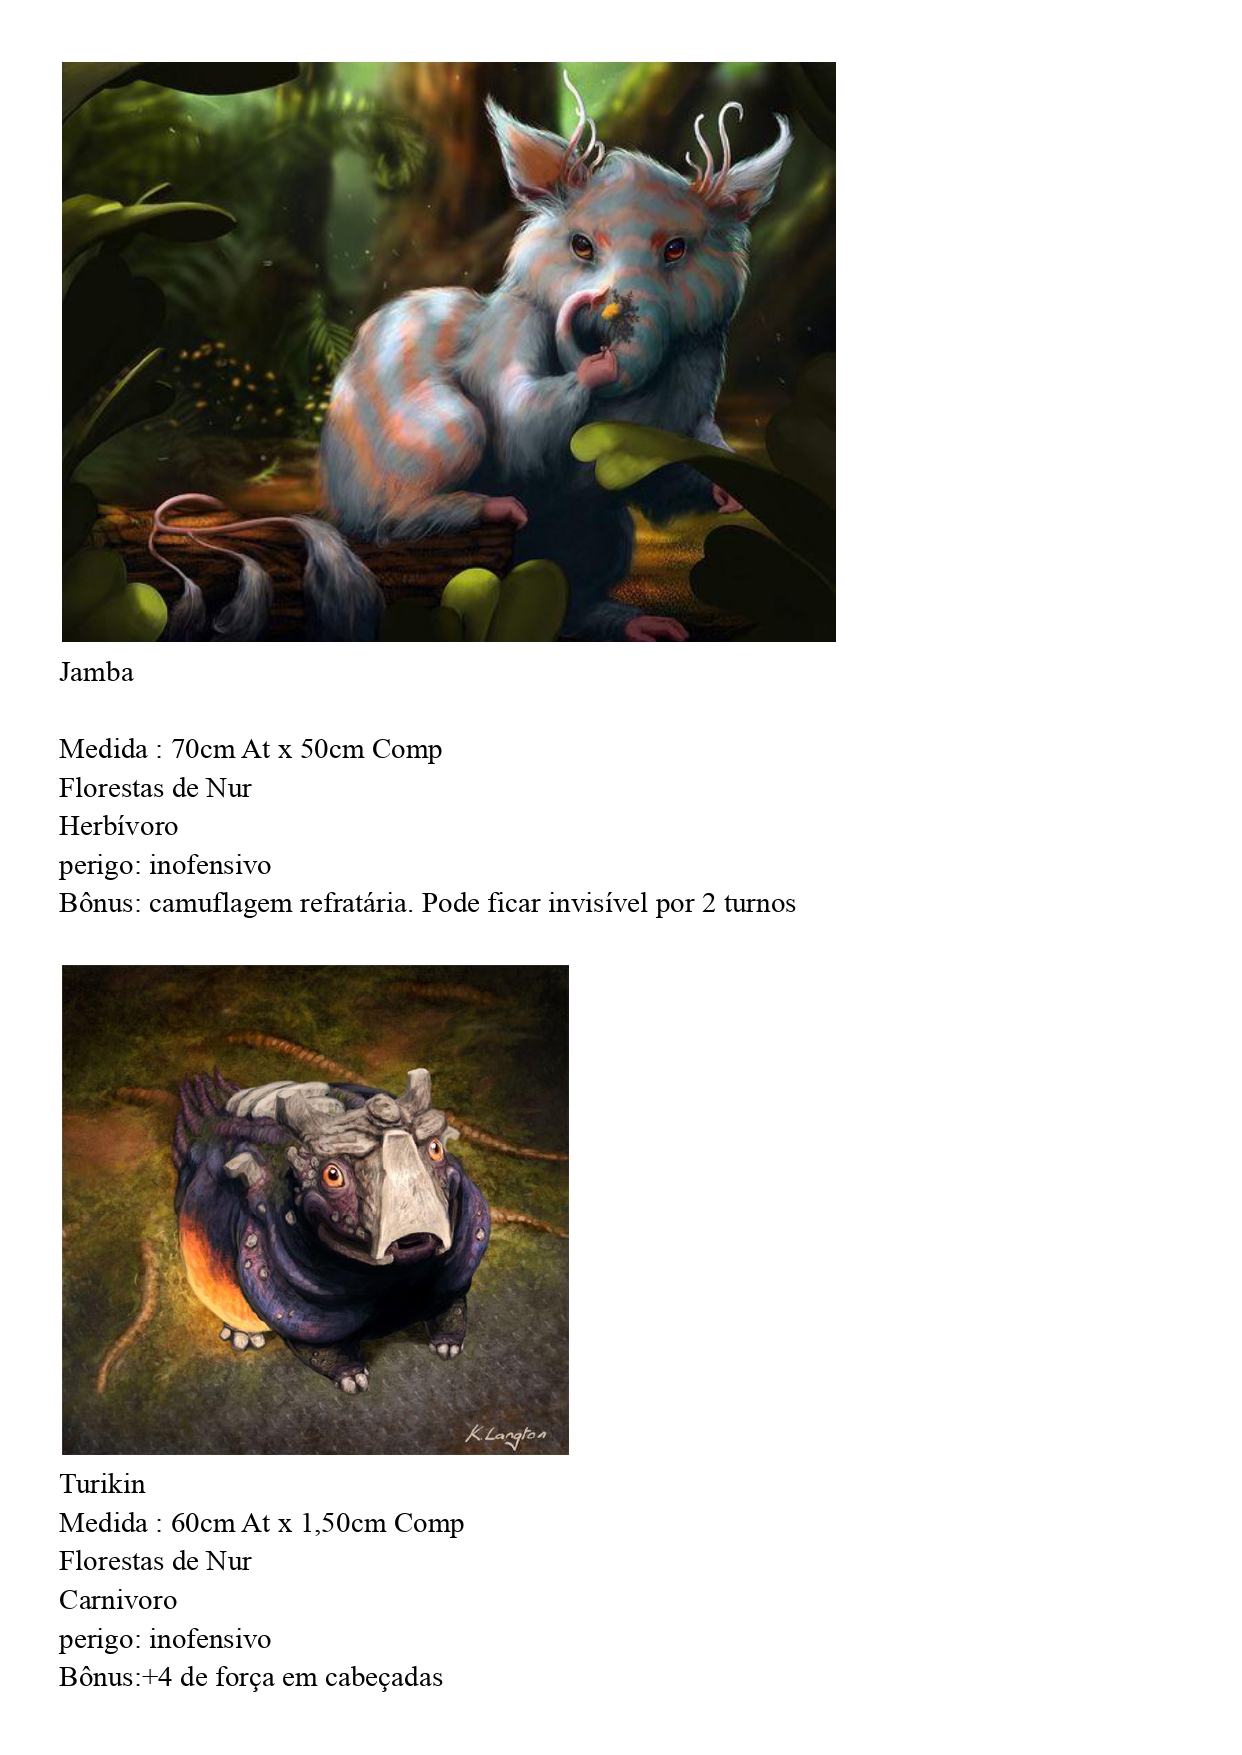 Jamba
Medida : 70cm At x 50cm Comp
Florestas de Nur
Herbívoro
perigo: inofensivo
Bônus: camuflagem refratária. Pode ficar invisível por 2 turnos
K.Langton
Turikin
Medida : 60cm At x 1,50cm Comp
Florestas de Nur
Carnivoro
perigo: inofensivo
Bônus:+4 de força em cabeçadas